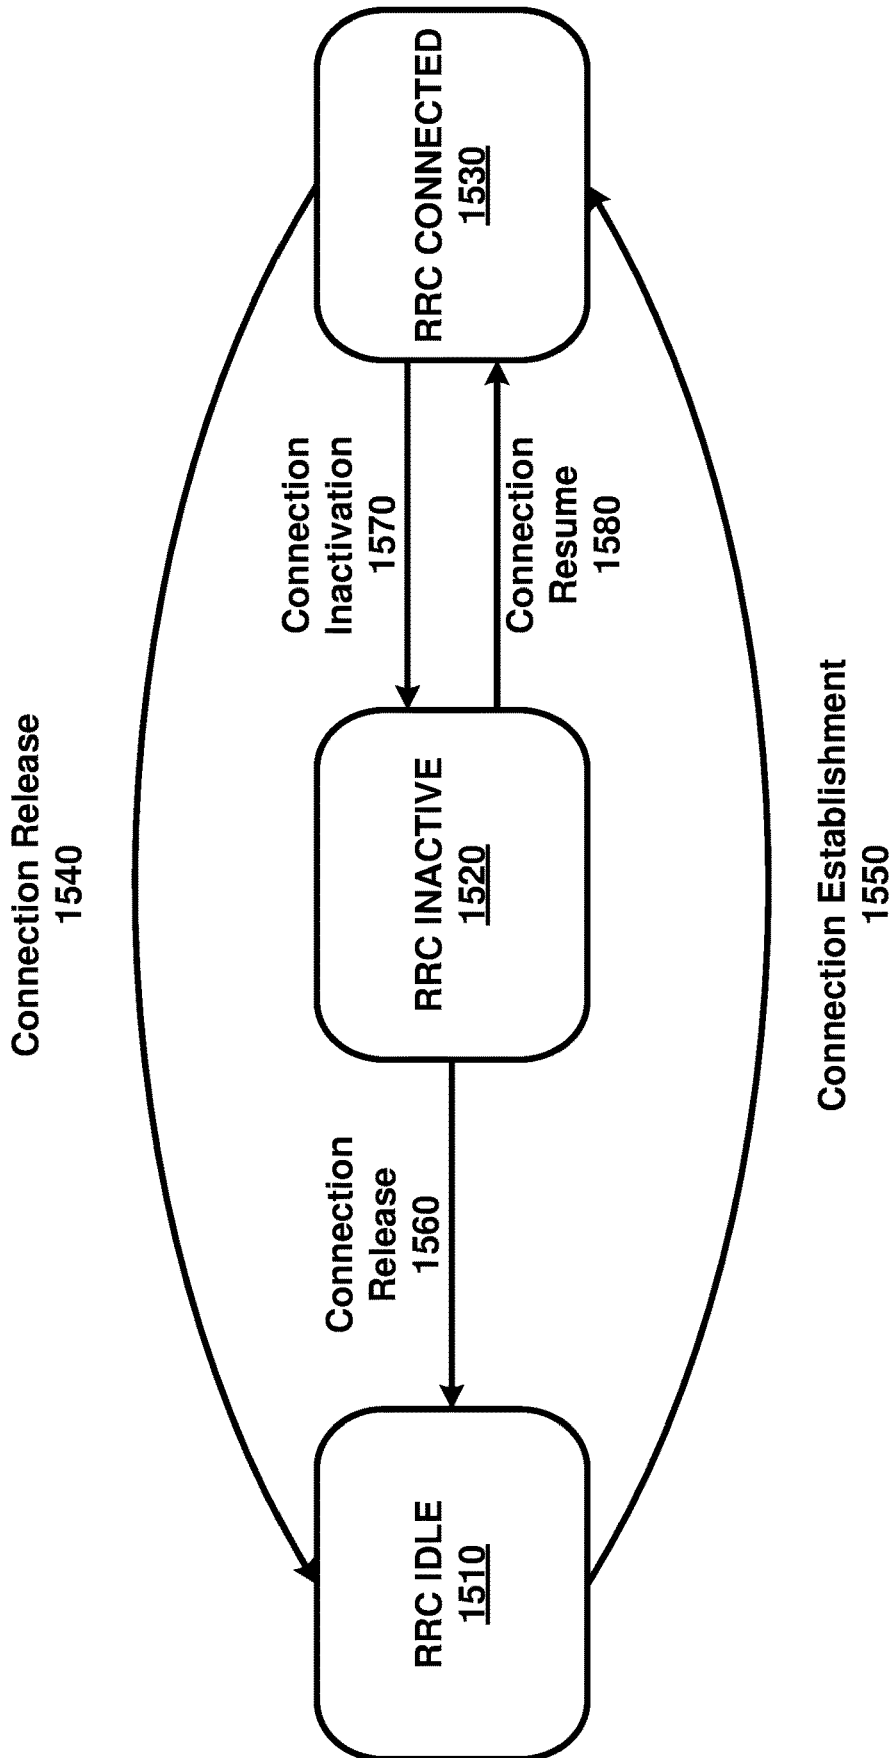 Connection Release
1540
RRC IDLE
1510
Connection
Release
1560
RRC INACTIVE
1520
Connection
Inactivation
1570
Connection
Resume
1580
RRC CONNECTED
1530
Connection Establishment
1550